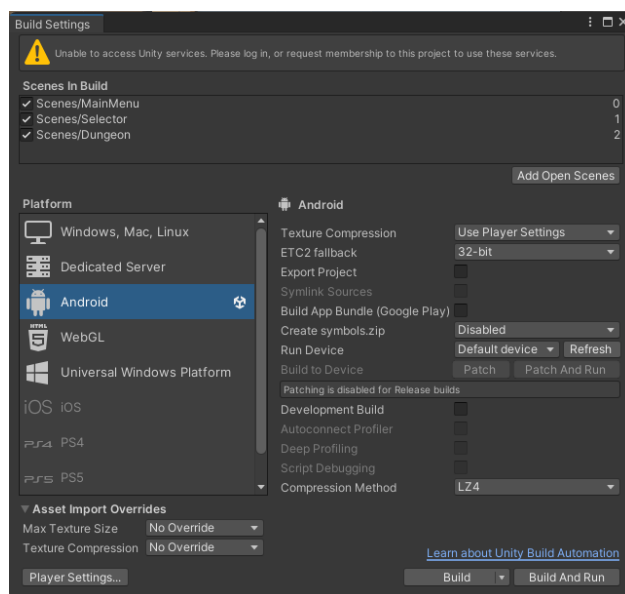 Build Settings
Unable to access Unity services. Please log in, or request membership to this project to use these services.
Scenes In Build
Scenes/MainMenu 0
Scenes/Selector 1
Scenes/Dungeon 2
Add Open Scenes
Platform
Windows, Mac, Linux
Dedicated Server
Android
HTML 5 WebGL
Universal Windows Platform
iOS iOS
PS4 PS4
PS5 PS5
Android
Texture Compression Use Player Settings
ETC2 fallback 32-bit
Export Project
Symlink Sources
Build App Bundle (Google Play)
Create symbols.zip Disabled
Run Device Default device Refresh
Build to Device Patch Patch And Run
Patching is disabled for Release builds
Development Build
Autoconnect Profiler
Deep Profiling
Script Debugging
Compression Method LZ4
Asset Import Overrides
Max Texture Size No Override
Texture Compression No Override
Learn about Unity Build Automation
Player Settings... Build Build And Run